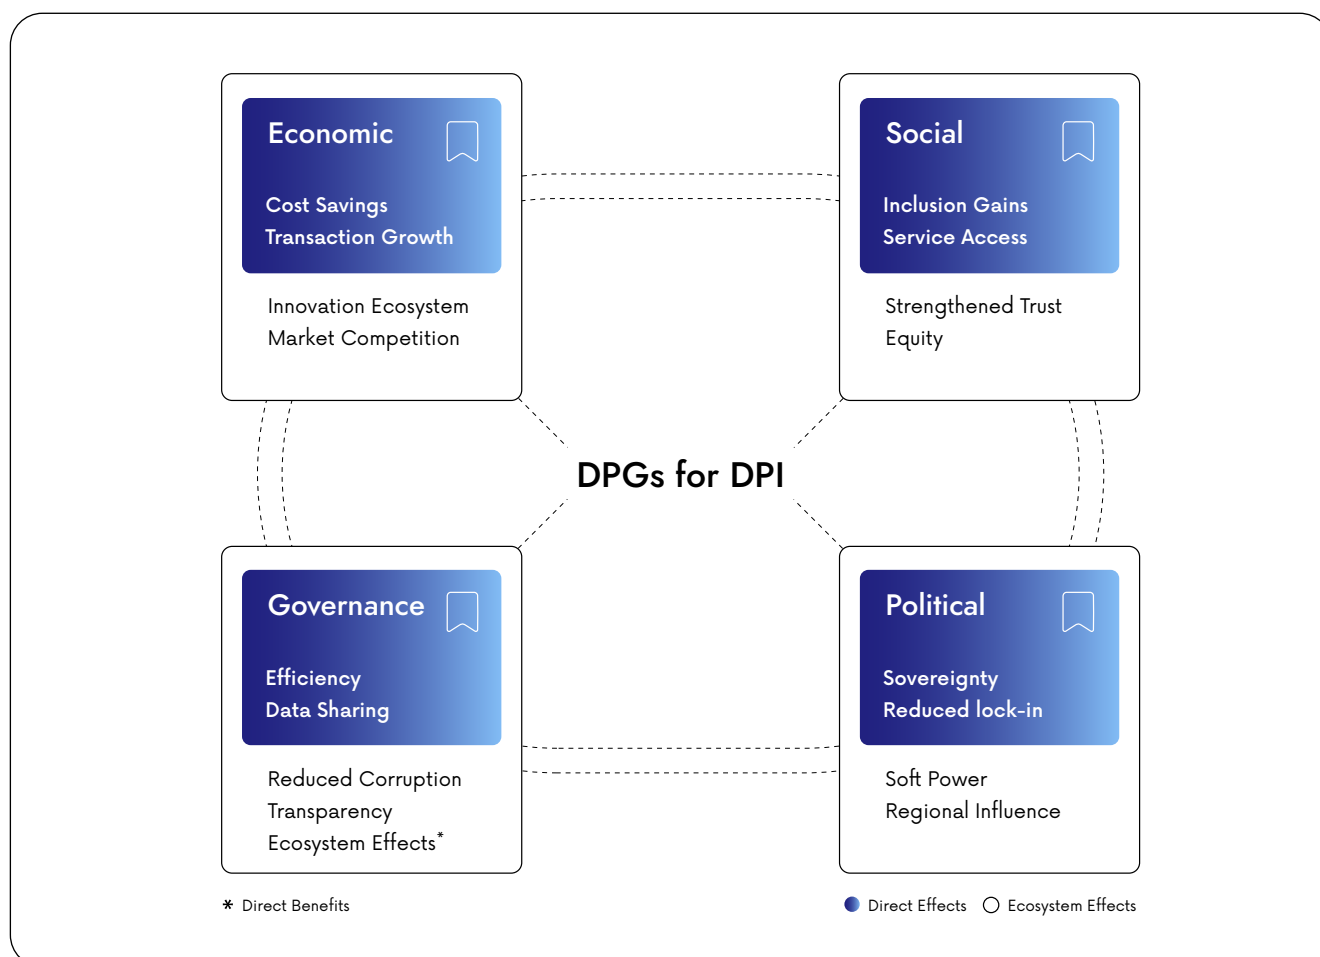 Economic
Cost Savings
Transaction Growth
Innovation Ecosystem
Market Competition
Social
Inclusion Gains
Service Access
Strengthened Trust
Equity
DPGs for DPI
Governance
Efficiency
Data Sharing
Reduced Corruption
Transparency
Ecosystem Effects*
Political
Sovereignty
Reduced lock-in
Soft Power
Regional Influence
* Direct Benefits
Direct Effects
Ecosystem Effects